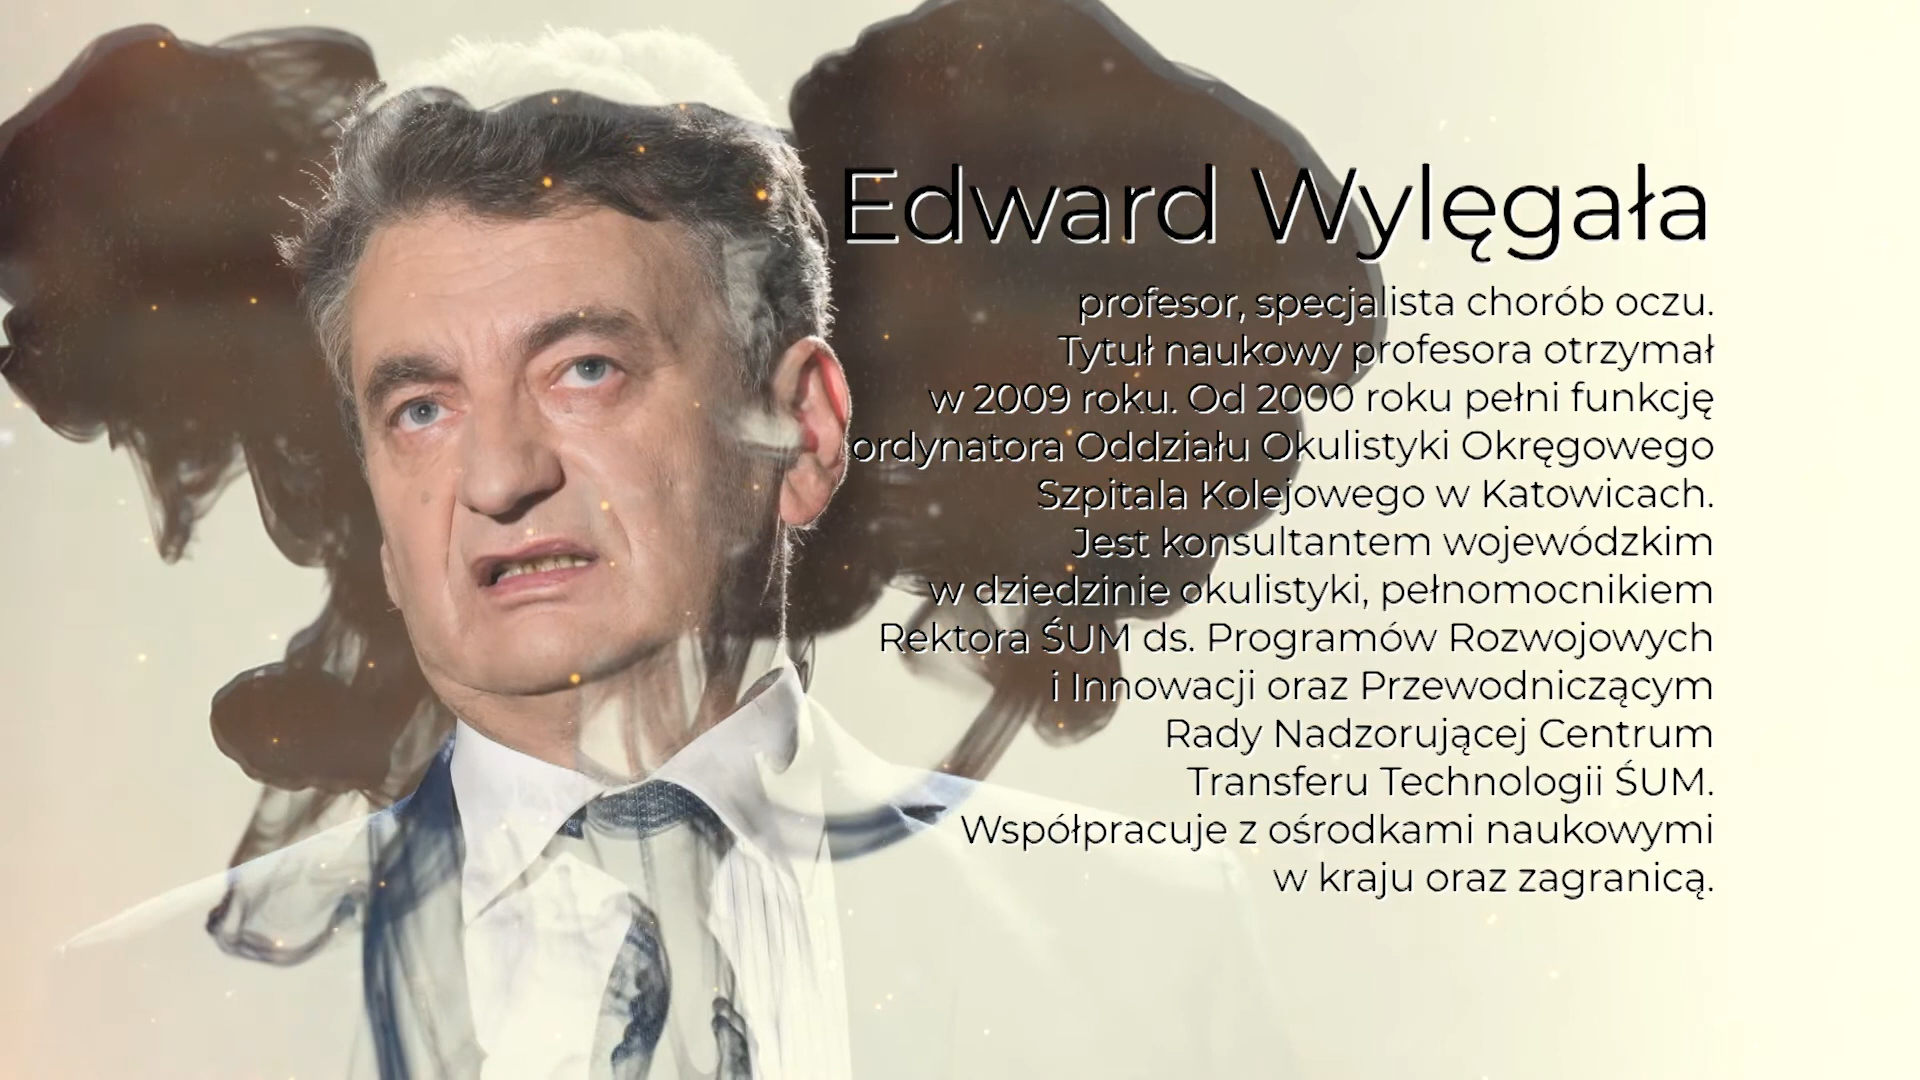 Edward Wylęgała
profesor, specjalista chorób oczu.
Tytuł naukowy profesora otrzymał
w 2009 roku. Od 2000 roku pełni funkcję
ordynatora Oddziału Okulistyki Okręgowego
Szpitala Kolejowego w Katowicach.
Jest konsultantem wojewódzkim
w dziedzinie okulistyki, pełnomocnikiem
Rektora ŚUM ds. Programów Rozwojowych
i Innowacji oraz Przewodniczącym
Rady Nadzorującej Centrum
Transferu Technologii ŚUM.
Współpracuje z ośrodkami naukowymi
w kraju oraz zagranicą.